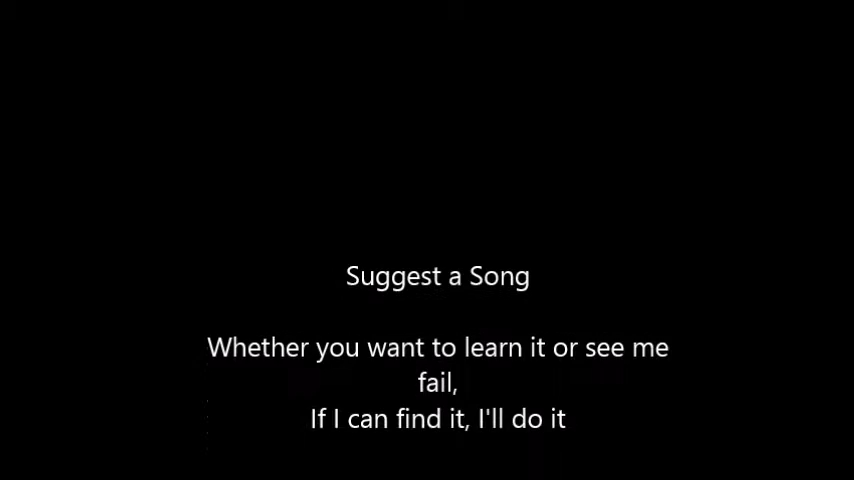 Suggest a Song
Whether you want to learn it or see me
fail,
If I can find it, I'll do it